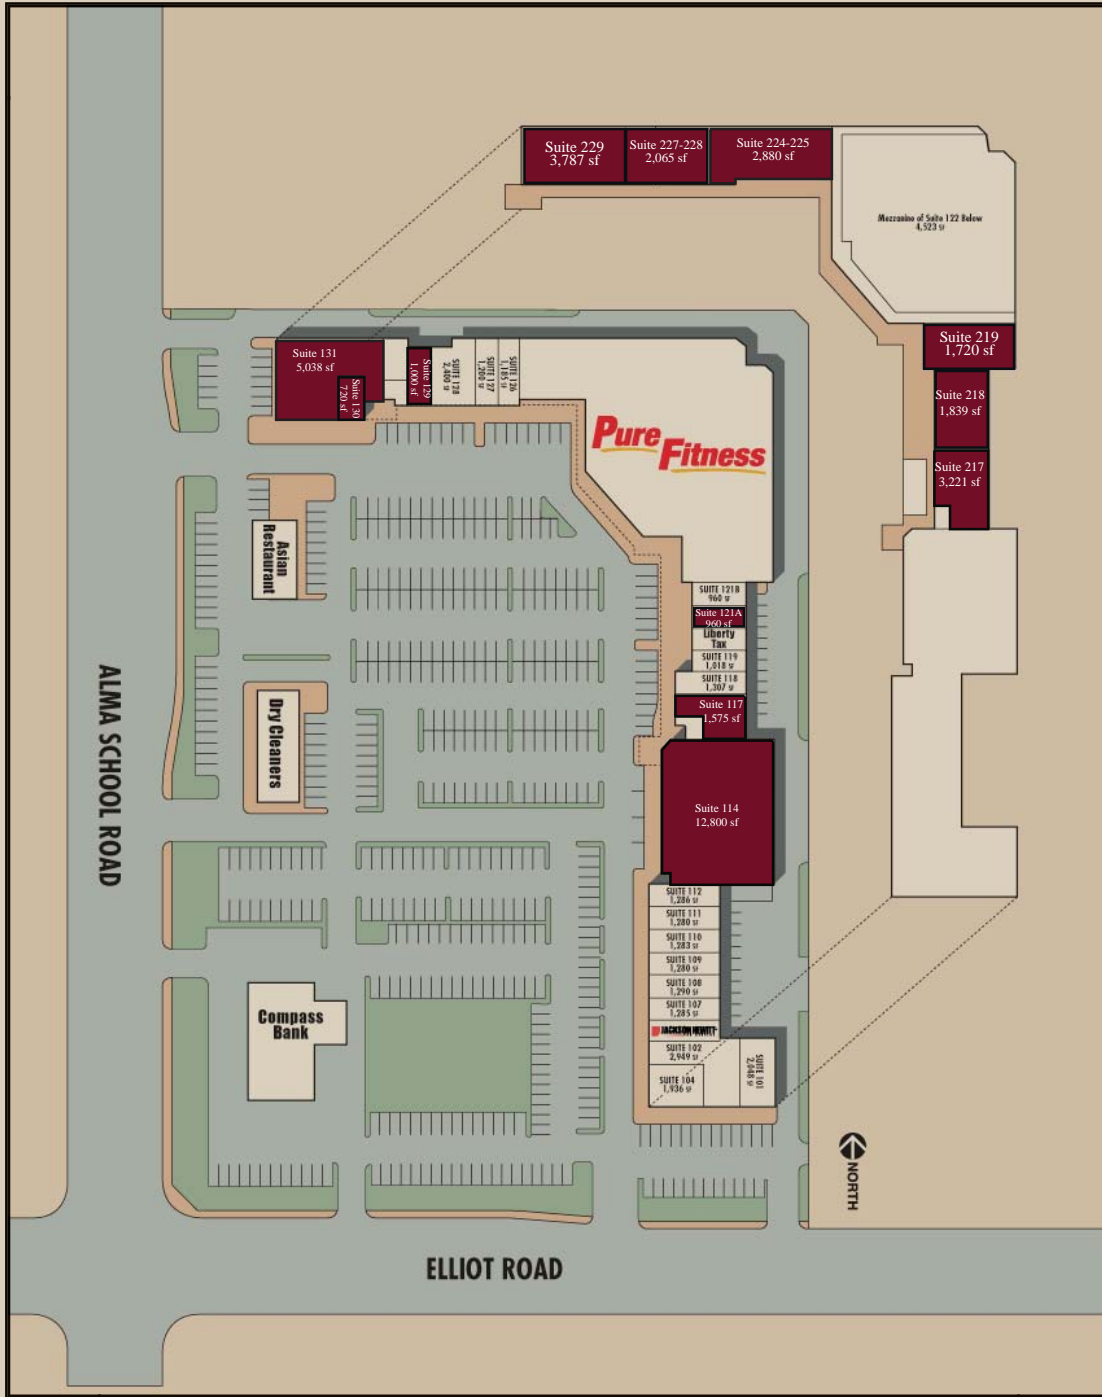 Suite 229
3,787 sf
Suite 227-228
2,065 sf
Suite 224-225
2,880 sf
Mezzanino of Suite 122 Below
4,523 SF
Suite 219
1,720 sf
Suite 218
1,839 sf
Suite 217
3,221 sf
Suite 131
5,038 sf
Suite 130
720 sf
Suite 129
1,000 sf
SUITE 128
2,400 SF
SUITE 127
1,200 SF
SUITE 126
1,185 SF
Pure
Fitness
Asian
Restaurant
SUITE 121B
960 SF
Suite 121A
960 sf
Liberty
Tax
SUITE 119
1,018 SF
SUITE 118
1,307 SF
Suite 117
1,575 sf
Dry Cleaners
Suite 114
12,800 sf
ALMA SCHOOL ROAD
SUITE 112
1,286 SF
SUITE 111
1,280 SF
SUITE 110
1,283 SF
SUITE 109
1,280 SF
SUITE 108
1,290 SF
SUITE 107
1,285 SF
JACKSON HEWITT
SUITE 102
2,949 SF
SUITE 104
1,936 SF
SUITE 101
2,048 SF
Compass
Bank
NORTH
ELLIOT ROAD